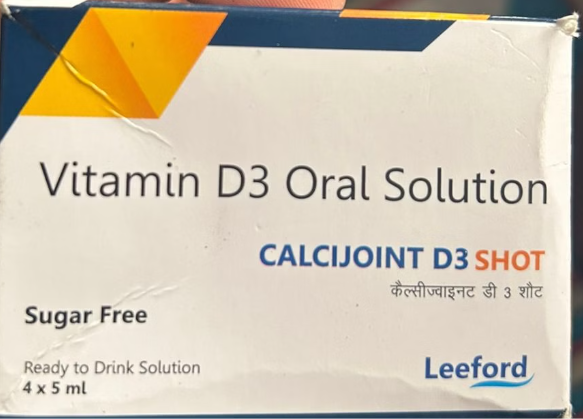 Vitamin D3 Oral Solution
CALCIJOINT D3 SHOT
कैल्सीज्वाइनट डी 3 शौट
Sugar Free
Ready to Drink Solution
4 x 5 ml
Leeford